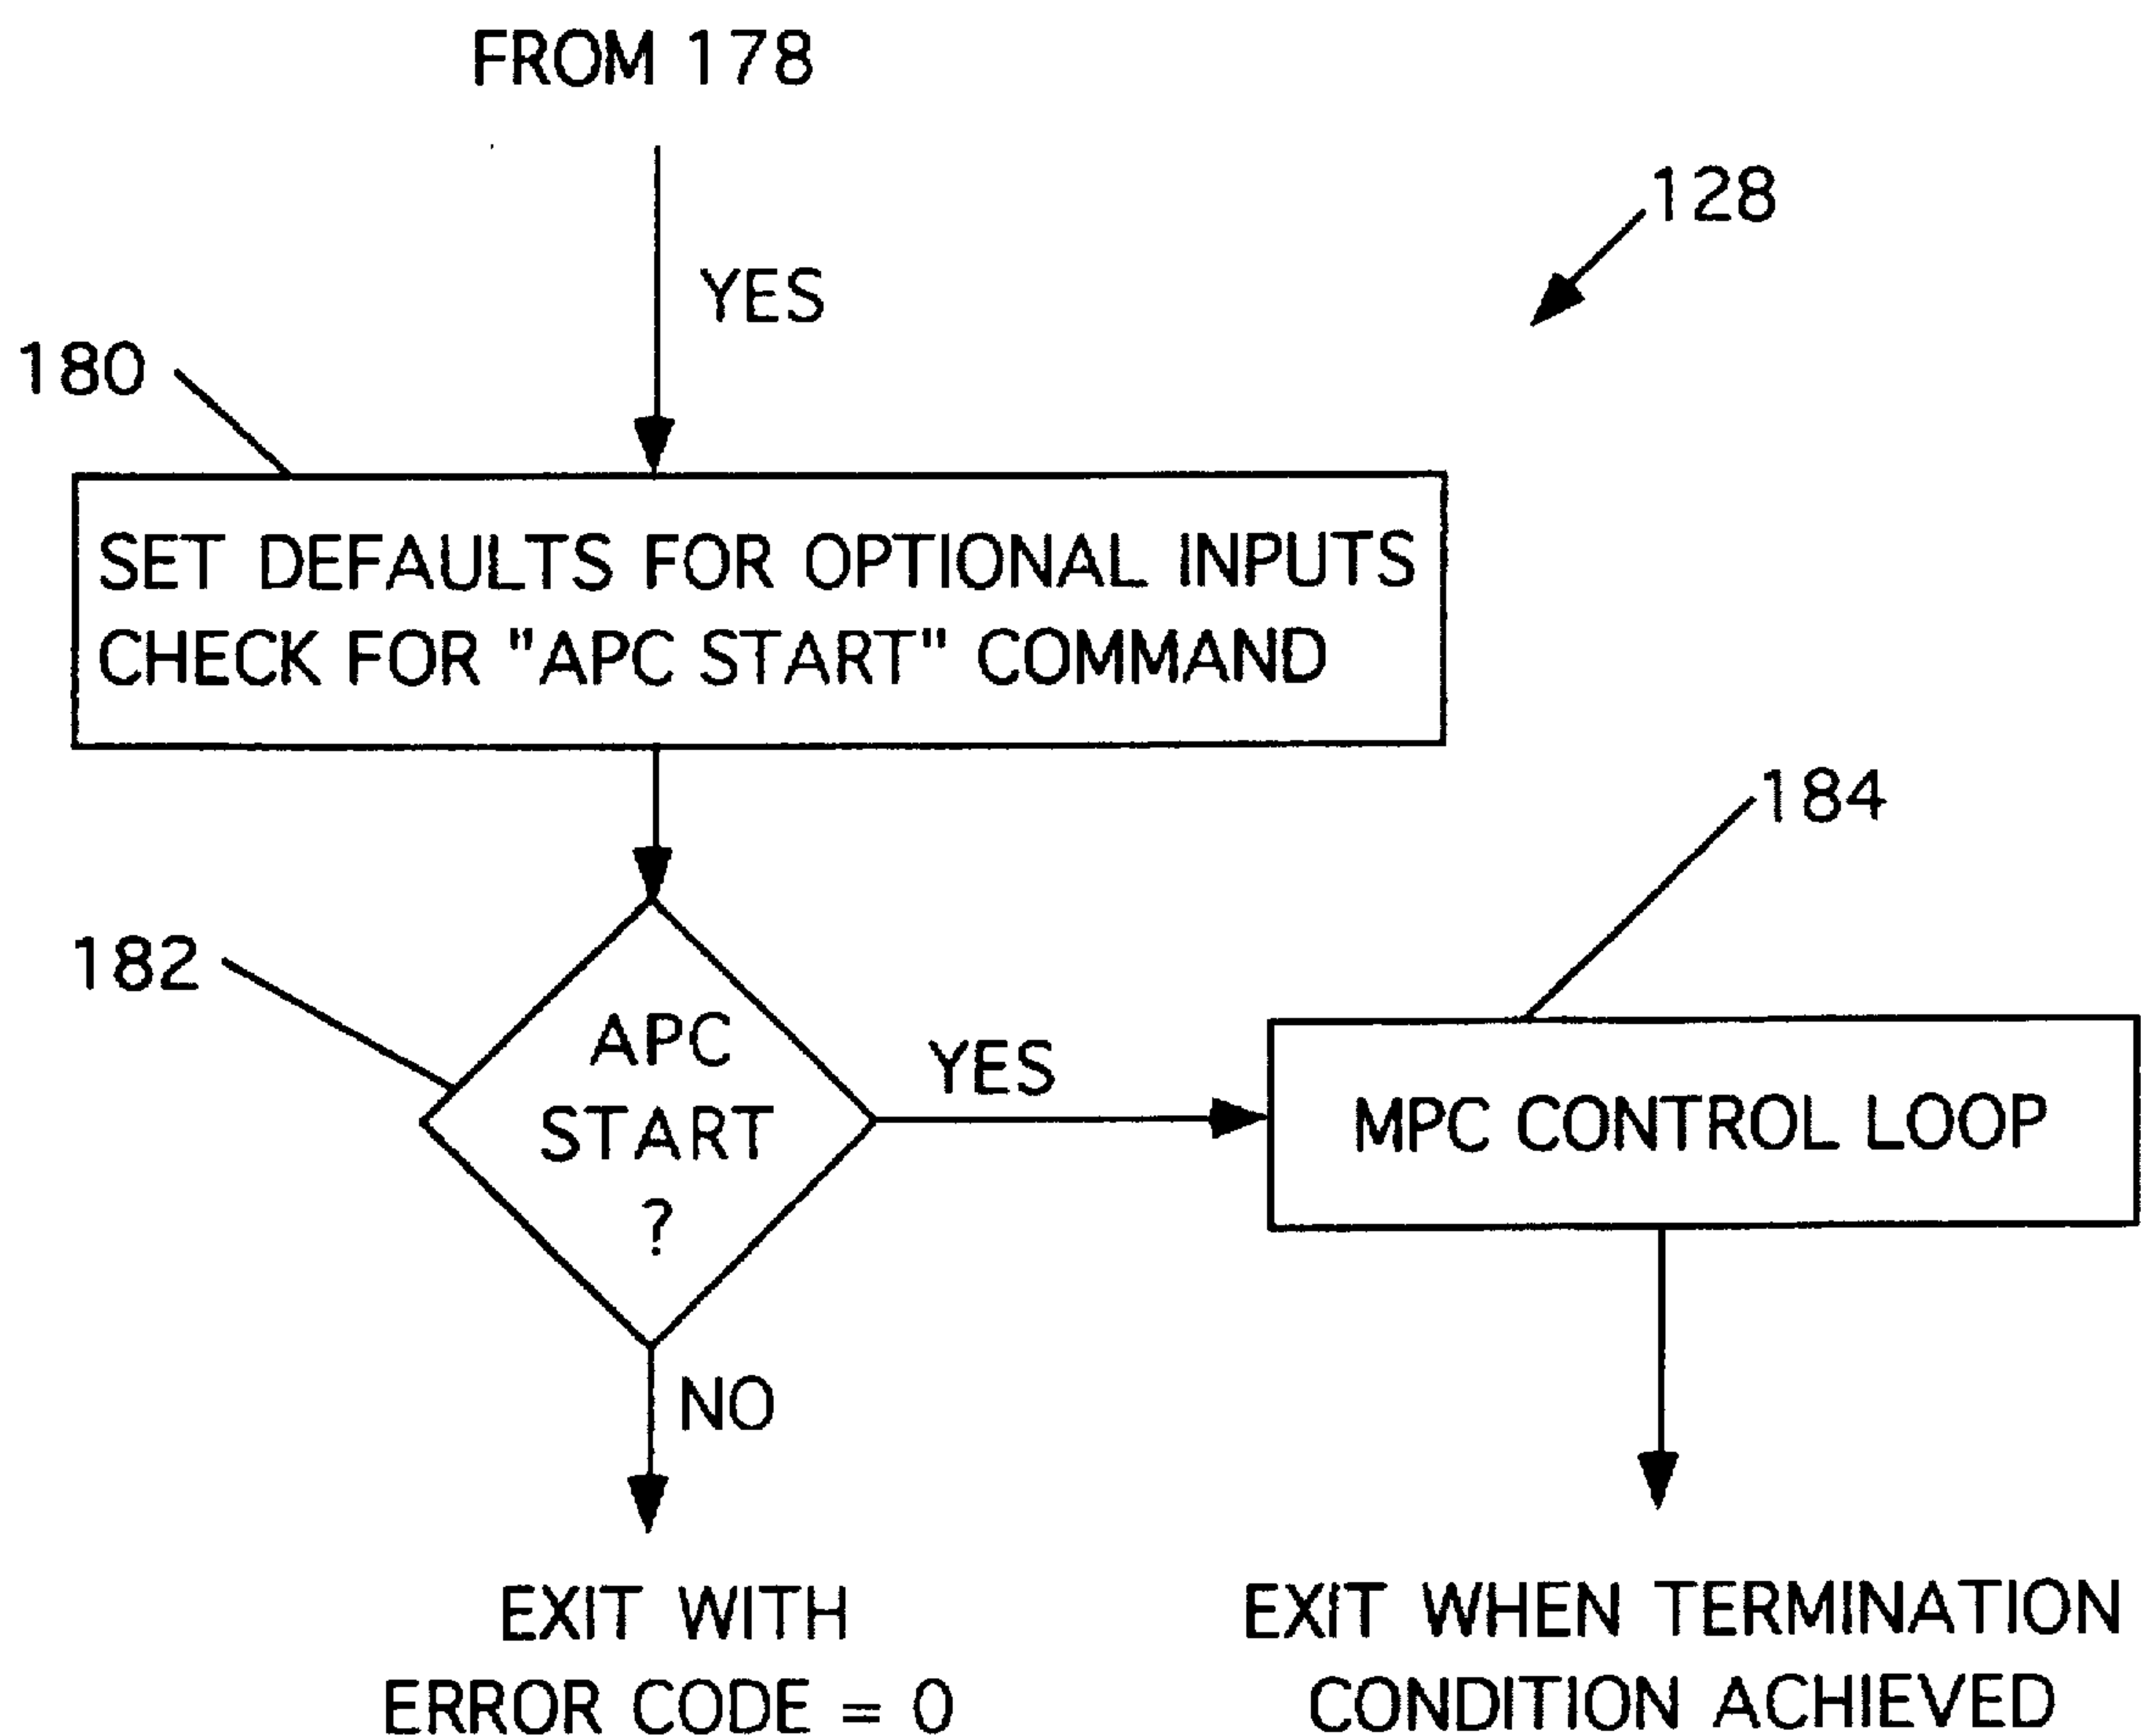 FROM 178
128
YES
180
SET DEFAULTS FOR OPTIONAL INPUTS
CHECK FOR "APC START" COMMAND
184
182
APC
START
?
YES
MPC CONTROL LOOP
NO
EXIT WITH
ERROR CODE = 0
EXIT WHEN TERMINATION
CONDITION ACHIEVED